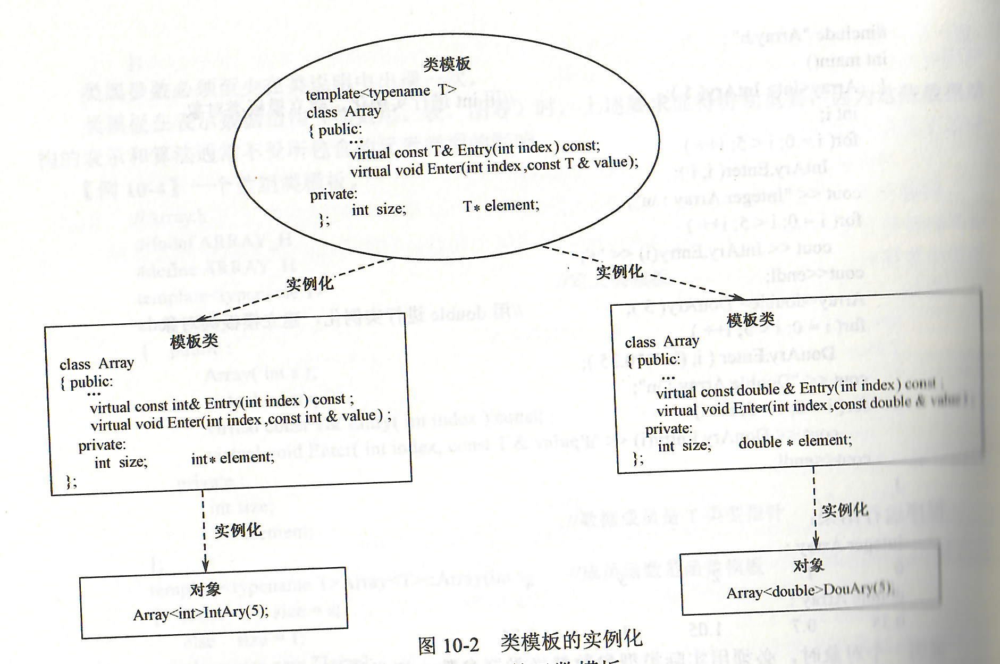 类模板
template<typename T>
class Array
{ public:
...
virtual const T& Entry(int index) const;
virtual void Enter(int index,const T & value);
private:
int size; T* element;
};
实例化
实例化
模板类
class Array
{ public:
...
virtual const int& Entry(int index ) const ;
virtual void Enter(int index,const int & value) ;
private:
int size; int* element;
};
模板类
class Array
{ public:
...
virtual const double & Entry(int index) const ;
virtual void Enter(int index,const double & value) ;
private:
int size; double * element;
};
实例化
实例化
对象
Array<int>IntAry(5);
对象
Array<double>DouAry(5);
图 10-2 类模板的实例化